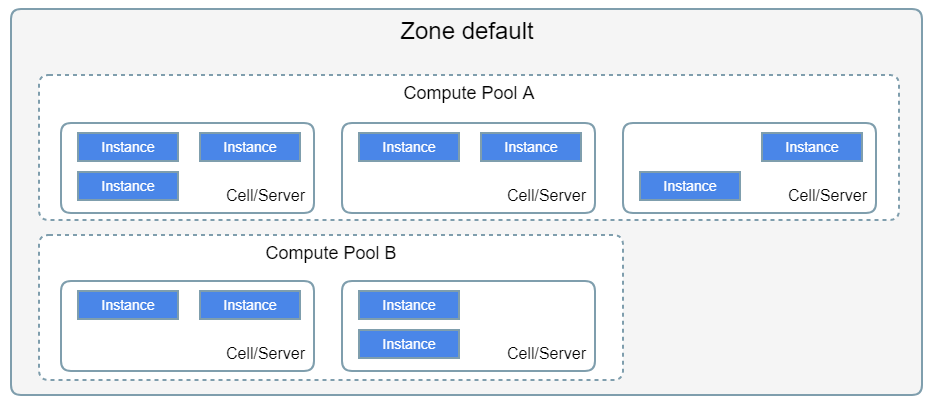 Zone default
Compute Pool A
Instance
Instance
Instance
Cell/Server
Instance
Instance
Cell/Server
Instance
Instance
Cell/Server
Compute Pool B
Instance
Instance
Cell/Server
Instance
Instance
Cell/Server